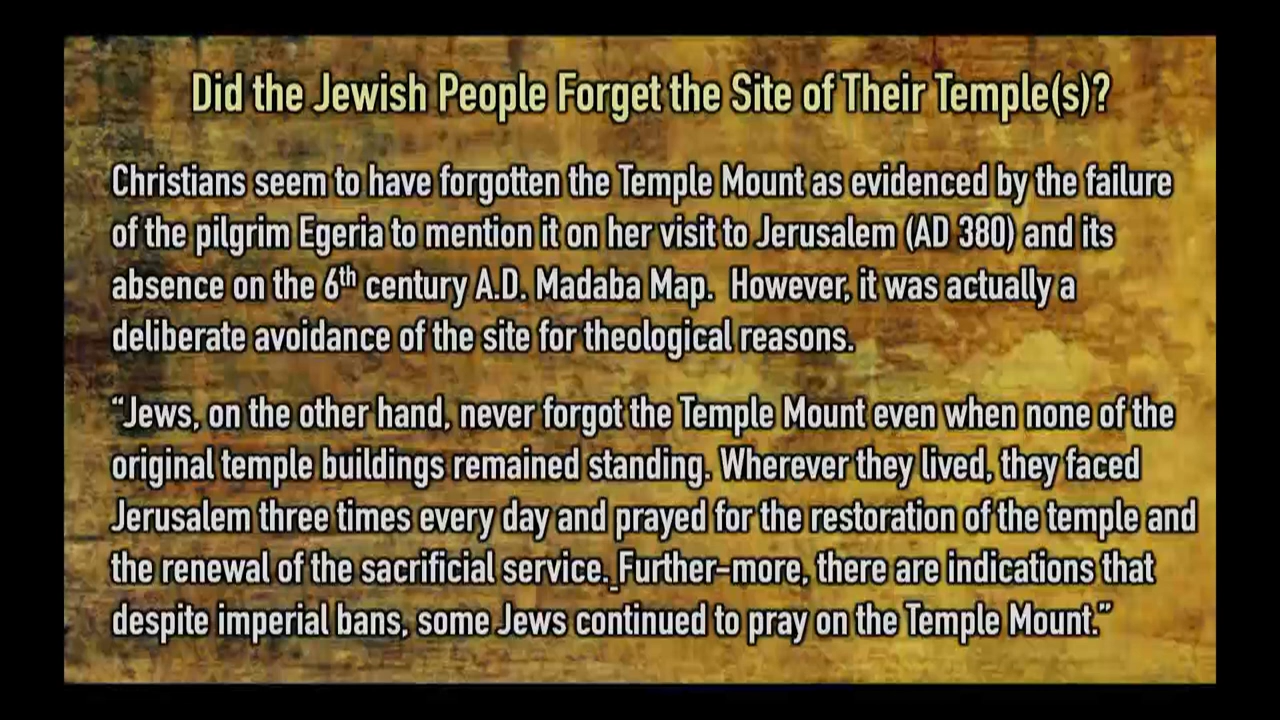 Did the Jewish People Forget the Site of Their Temple(s)?
Christians seem to have forgotten the Temple Mount as evidenced by the failure
of the pilgrim Egeria to mention it on her visit to Jerusalem (AD 380) and its
absence on the 6th century A.D. Madaba Map. However, it was actually a
deliberate avoidance of the site for theological reasons.
“Jews, on the other hand, never forgot the Temple Mount even when none of the
original temple buildings remained standing. Wherever they lived, they faced
Jerusalem three times every day and prayed for the restoration of the temple and
the renewal of the sacrificial service. Further-more, there are indications that
despite imperial bans, some Jews continued to pray on the Temple Mount.”